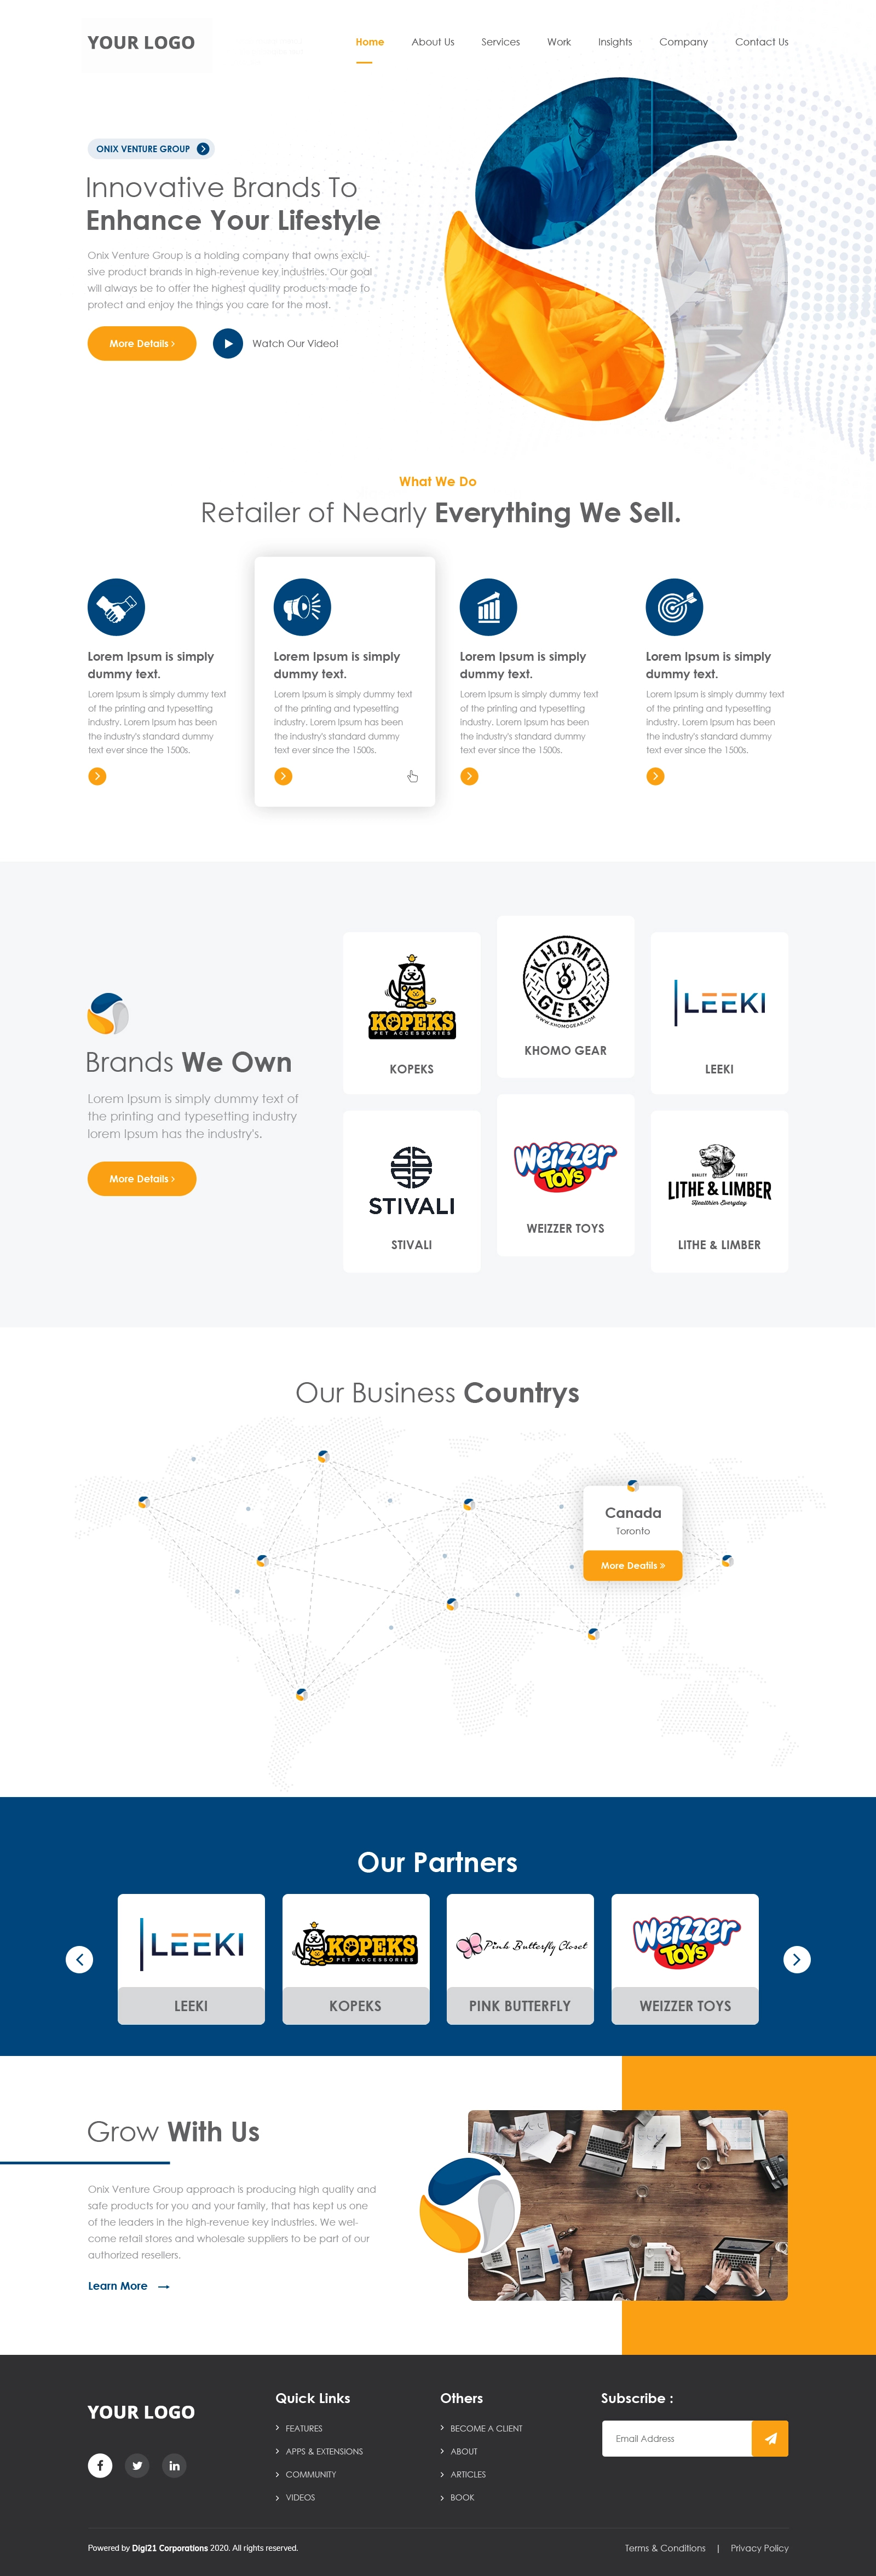 YOUR LOGO
Home About Us Services Work Insights Company Contact Us
ONIX VENTURE GROUP
Innovative Brands To
Enhance Your Lifestyle
Onix Venture Group is a holding company that owns exclu-
sive product brands in high-revenue key industries. Our goal
will always be to offer the highest quality products made to
protect and enjoy the things you care for the most.
More Details
Watch Our Video!
What We Do
Retailer of Nearly Everything We Sell.
Lorem Ipsum is simply
dummy text.
Lorem Ipsum is simply dummy text
of the printing and typesetting
industry. Lorem Ipsum has been
the industry's standard dummy
text ever since the 1500s.
Lorem Ipsum is simply
dummy text.
Lorem Ipsum is simply dummy text
of the printing and typesetting
industry. Lorem Ipsum has been
the industry's standard dummy
text ever since the 1500s.
Lorem Ipsum is simply
dummy text.
Lorem Ipsum is simply dummy text
of the printing and typesetting
industry. Lorem Ipsum has been
the industry's standard dummy
text ever since the 1500s.
Lorem Ipsum is simply
dummy text.
Lorem Ipsum is simply dummy text
of the printing and typesetting
industry. Lorem Ipsum has been
the industry's standard dummy
text ever since the 1500s.
Brands We Own
Lorem Ipsum is simply dummy text of
the printing and typesetting industry
lorem Ipsum has the industry's.
More Details
KOPEKS
PET ACCESSORIES
KOPEKS
KHOMO
GEAR
WWW.KHOMOGEAR.COM
KHOMO GEAR
LEEKI
LEEKI
STIVALI
STIVALI
Weizzer
TOYS
WEIZZER TOYS
QUALITY TRUST
LITHE & LIMBER
Healthier Everyday
LITHE & LIMBER
Our Business Countrys
Canada
Toronto
More Deatils
Our Partners
LEEKI
LEEKI
KOPEKS
PET ACCESSORIES
KOPEKS
Pink Butterfly Closet
PINK BUTTERFLY
Weizzer
TOYS
WEIZZER TOYS
Grow With Us
Onix Venture Group approach is producing high quality and
safe products for you and your family, that has kept us one
of the leaders in the high-revenue key industries. We wel-
come retail stores and wholesale suppliers to be part of our
authorized resellers.
Learn More
YOUR LOGO
Quick Links
FEATURES
APPS & EXTENSIONS
COMMUNITY
VIDEOS
Others
BECOME A CLIENT
ABOUT
ARTICLES
BOOK
Subscribe :
Email Address
Powered by Digi21 Corporations 2020. All rights reserved.
Terms & Conditions | Privacy Policy